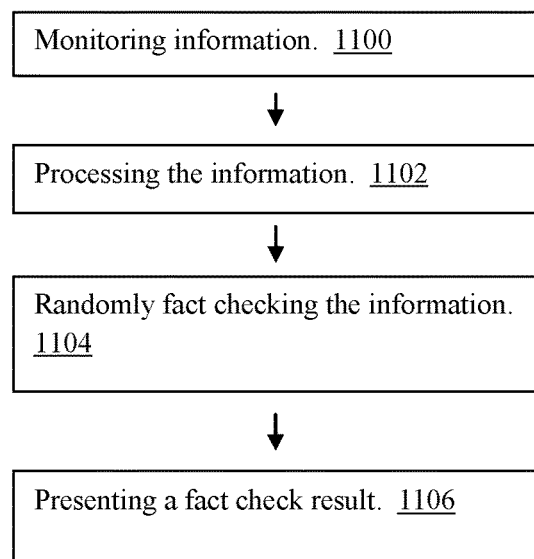 Monitoring information. 1100
Processing the information. 1102
Randomly fact checking the information.
1104
Presenting a fact check result. 1106